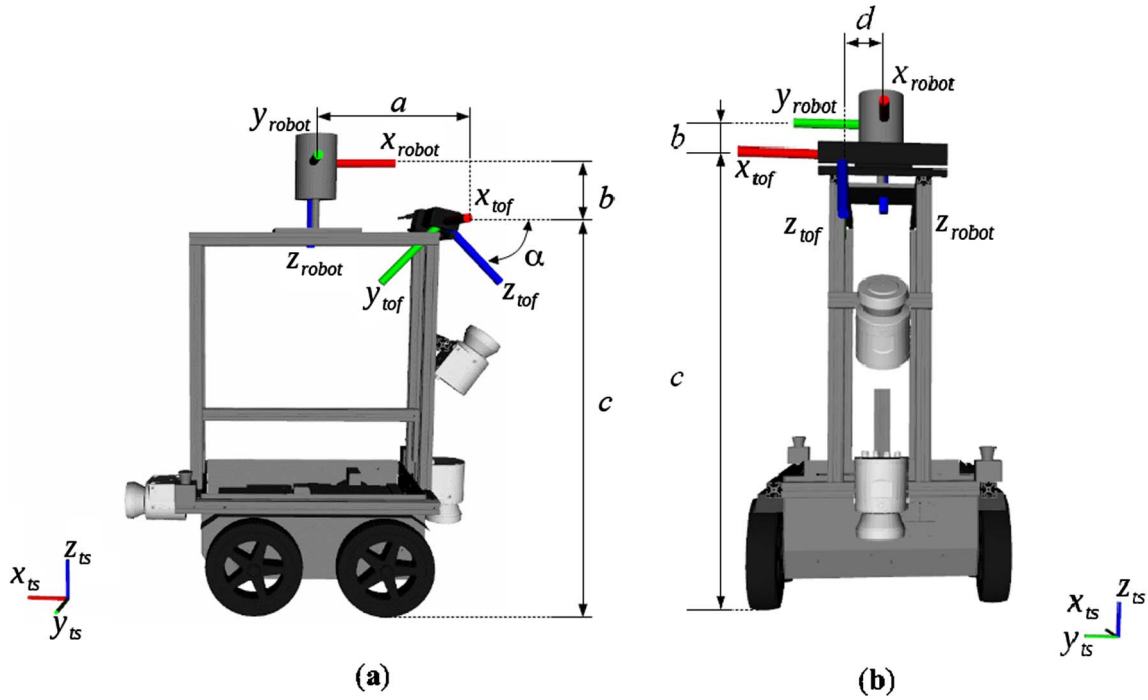 a
y_robot
x_robot
b
x_tof
α
z_robot
y_tof
z_tof
c
z_ts
x_ts
y_ts
(a)
d
x_robot
y_robot
b
x_tof
z_tof
z_robot
c
z_ts
x_ts
y_ts
(b)